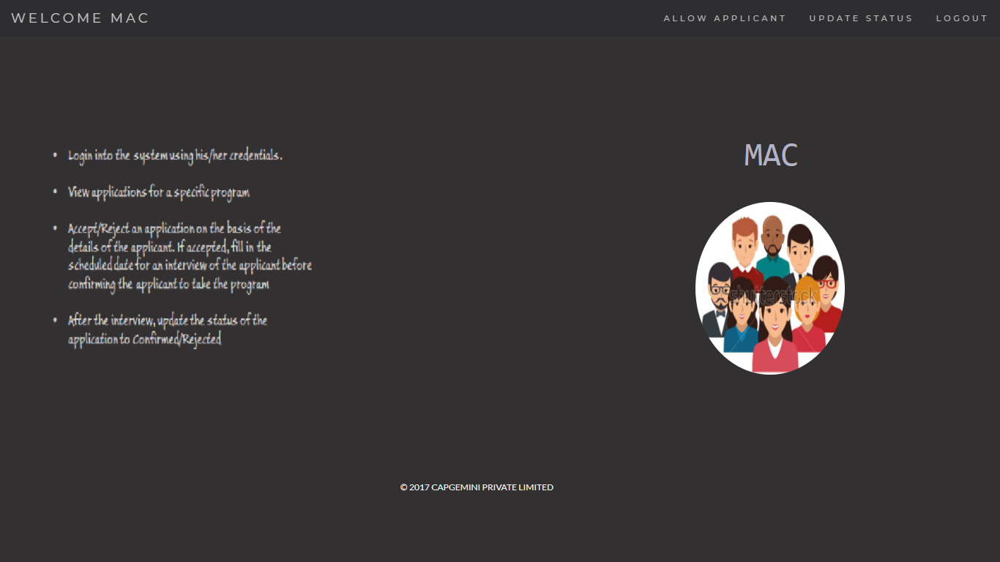 WELCOME MAC
ALLOW APPLICANT
UPDATE STATUS
LOGOUT
• Login into the system using his/her credentials.
• View applications for a specific program
• Accept/Reject an application on the basis of the
details of the applicant. If accepted, fill in the
scheduled date for an interview of the applicant before
confirming the applicant to take the program
• After the interview, update the status of the
application to Confirmed/Rejected
MAC
shutterstock
© 2017 CAPGEMINI PRIVATE LIMITED